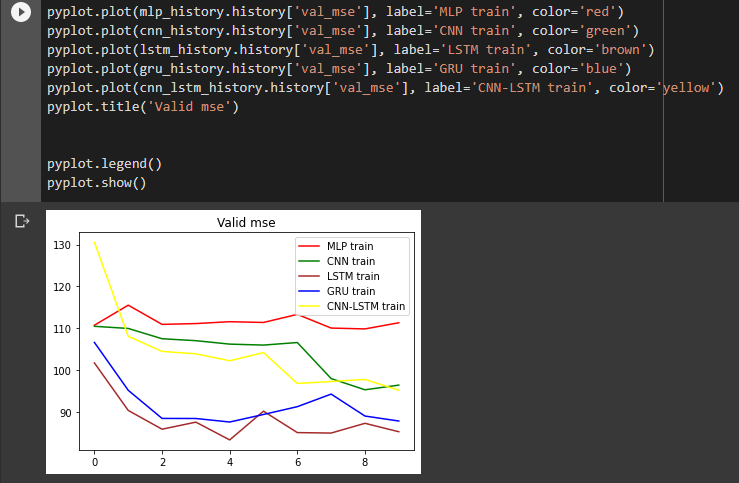 pyplot.plot(mlp_history.history['val_mse'], label='MLP train', color='red')
pyplot.plot(cnn_history.history['val_mse'], label='CNN train', color='green')
pyplot.plot(lstm_history.history['val_mse'], label='LSTM train', color='brown')
pyplot.plot(gru_history.history['val_mse'], label='GRU train', color='blue')
pyplot.plot(cnn_lstm_history.history['val_mse'], label='CNN-LSTM train', color='yellow')
pyplot.title('Valid mse')
pyplot.legend()
pyplot.show()
Valid mse
130
120
110
100
90
MLP train
CNN train
LSTM train
GRU train
CNN-LSTM train
0 2 4 6 8